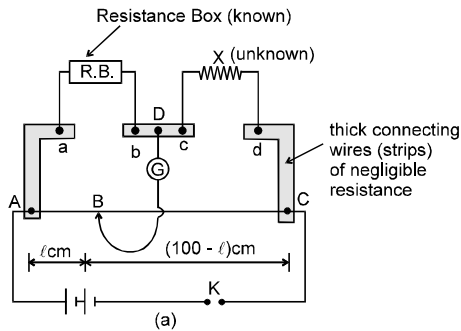 Resistance Box (known)
R.B.
X (unknown)
D
a
b
c
d
G
thick connecting
wires (strips)
of negligible
resistance
A
B
C
ℓcm
(100 - ℓ)cm
K
(a)